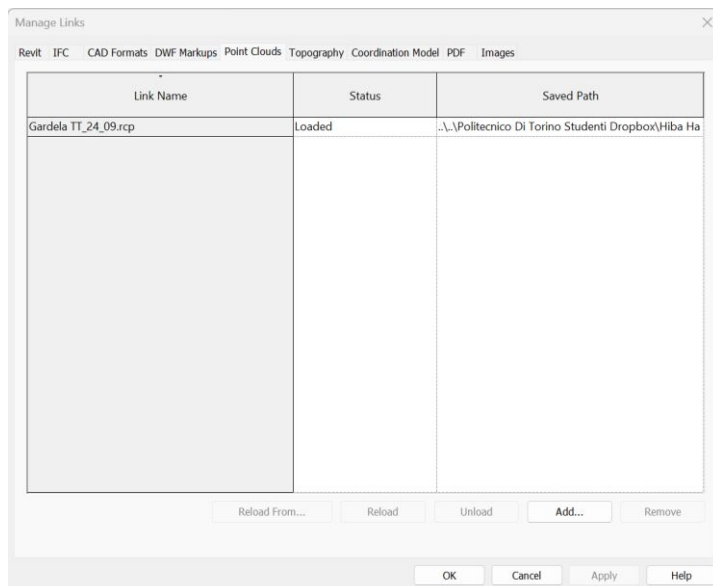 Manage Links
Revit IFC CAD Formats DWF Markups Point Clouds Topography Coordination Model PDF Images
Link Name Status Saved Path
Gardela TT_24_09.rcp Loaded ..\..\Politecnico Di Torino Studenti Dropbox\Hiba Ha
Reload From... Reload Unload Add... Remove
OK Cancel Apply Help